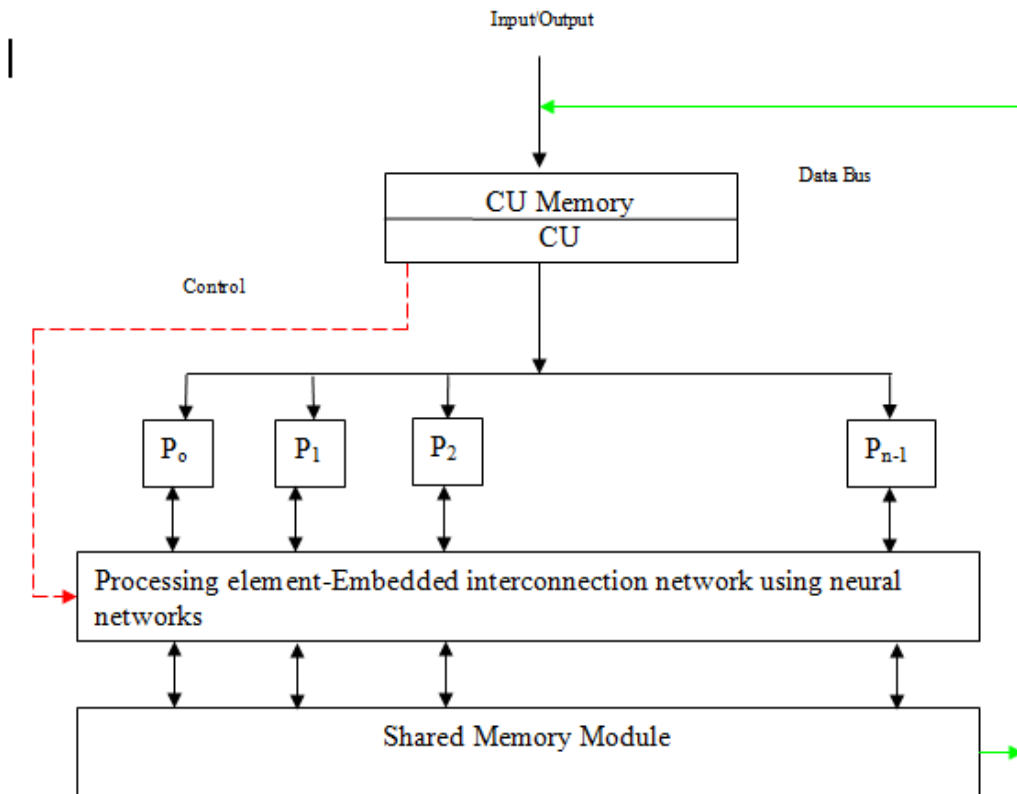 Input/Output
Data Bus
CU Memory
CU
Control
Pₒ
P₁
P₂
Pₙ₋₁
Processing element-Embedded interconnection network using neural
networks
Shared Memory Module